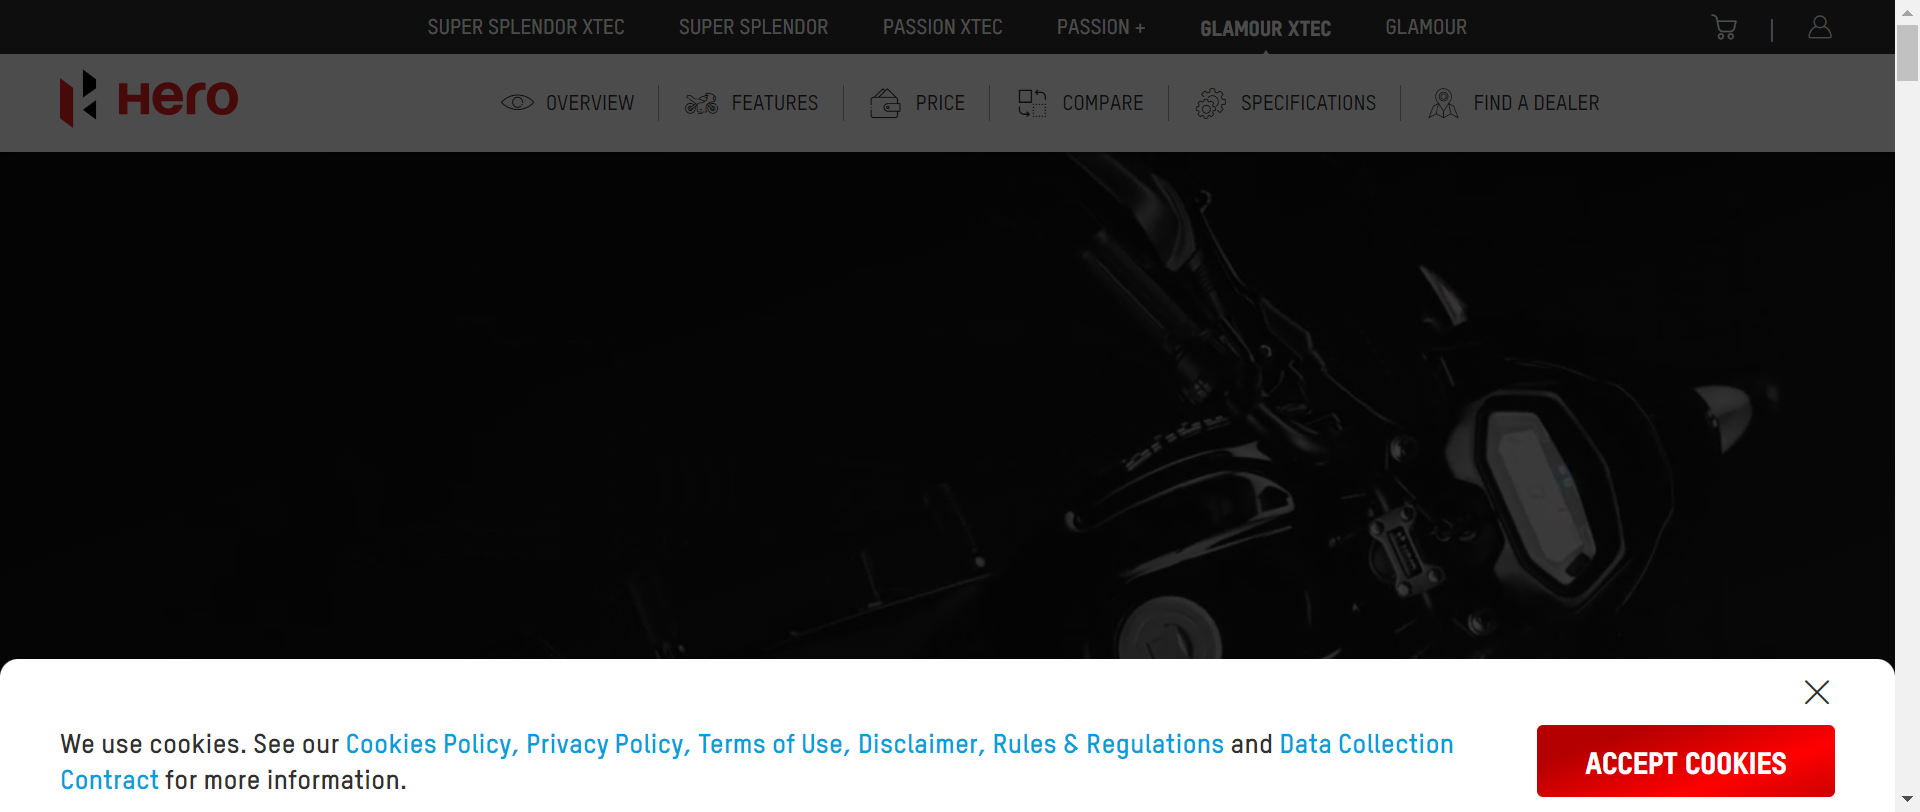 SUPER SPLENDOR XTEC SUPER SPLENDOR PASSION XTEC PASSION + GLAMOUR XTEC GLAMOUR |
Hero OVERVIEW FEATURES PRICE COMPARE SPECIFICATIONS FIND A DEALER
We use cookies. See our Cookies Policy, Privacy Policy, Terms of Use, Disclaimer, Rules & Regulations and Data Collection
Contract for more information.
ACCEPT COOKIES